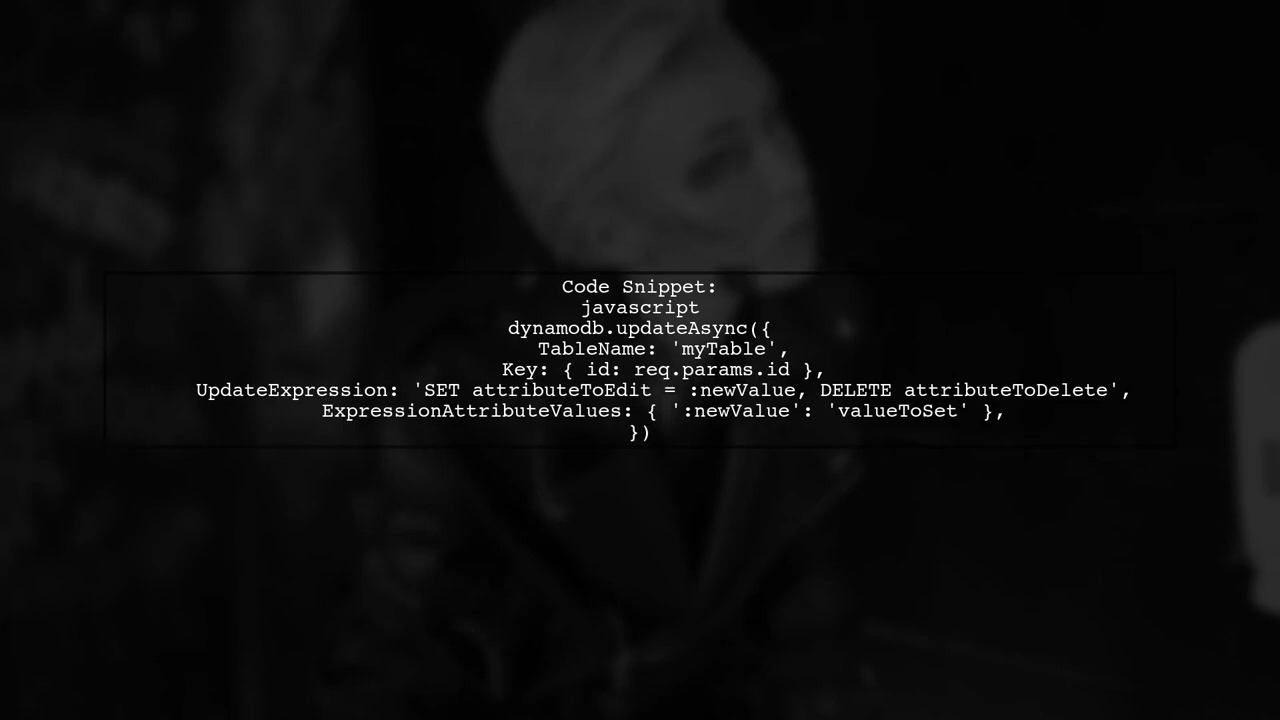 Code Snippet:
javascript
dynamodb.updateAsync({
TableName: 'myTable',
Key: { id: req.params.id },
UpdateExpression: 'SET attributeToEdit = :newValue, DELETE attributeToDelete',
ExpressionAttributeValues: { ':newValue': 'valueToSet' },
})